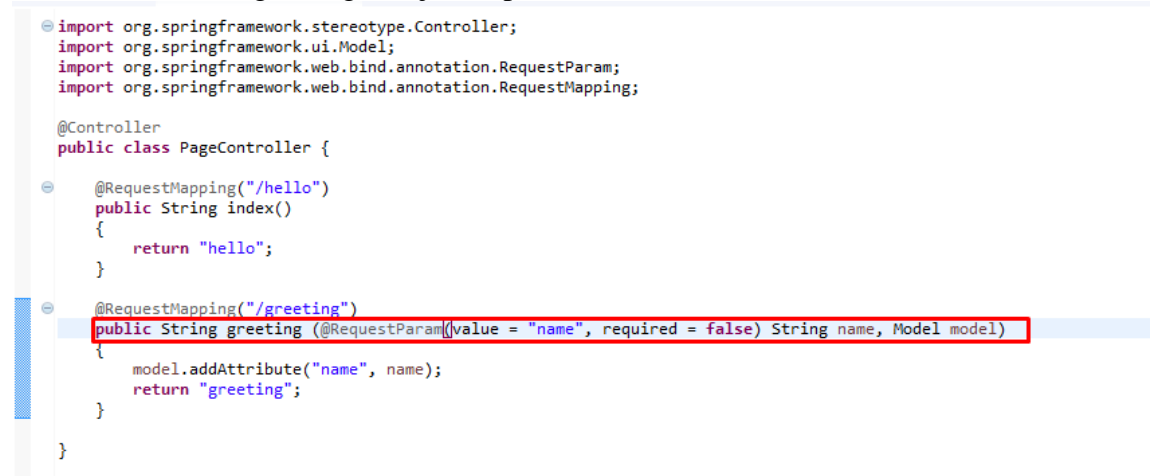 import org.springframework.stereotype.Controller;
import org.springframework.ui.Model;
import org.springframework.web.bind.annotation.RequestParam;
import org.springframework.web.bind.annotation.RequestMapping;
@Controller
public class PageController {
@RequestMapping("/hello")
public String index()
{
return "hello";
}
@RequestMapping("/greeting")
public String greeting (@RequestParam(value = "name", required = false) String name, Model model)
{
model.addAttribute("name", name);
return "greeting";
}
}